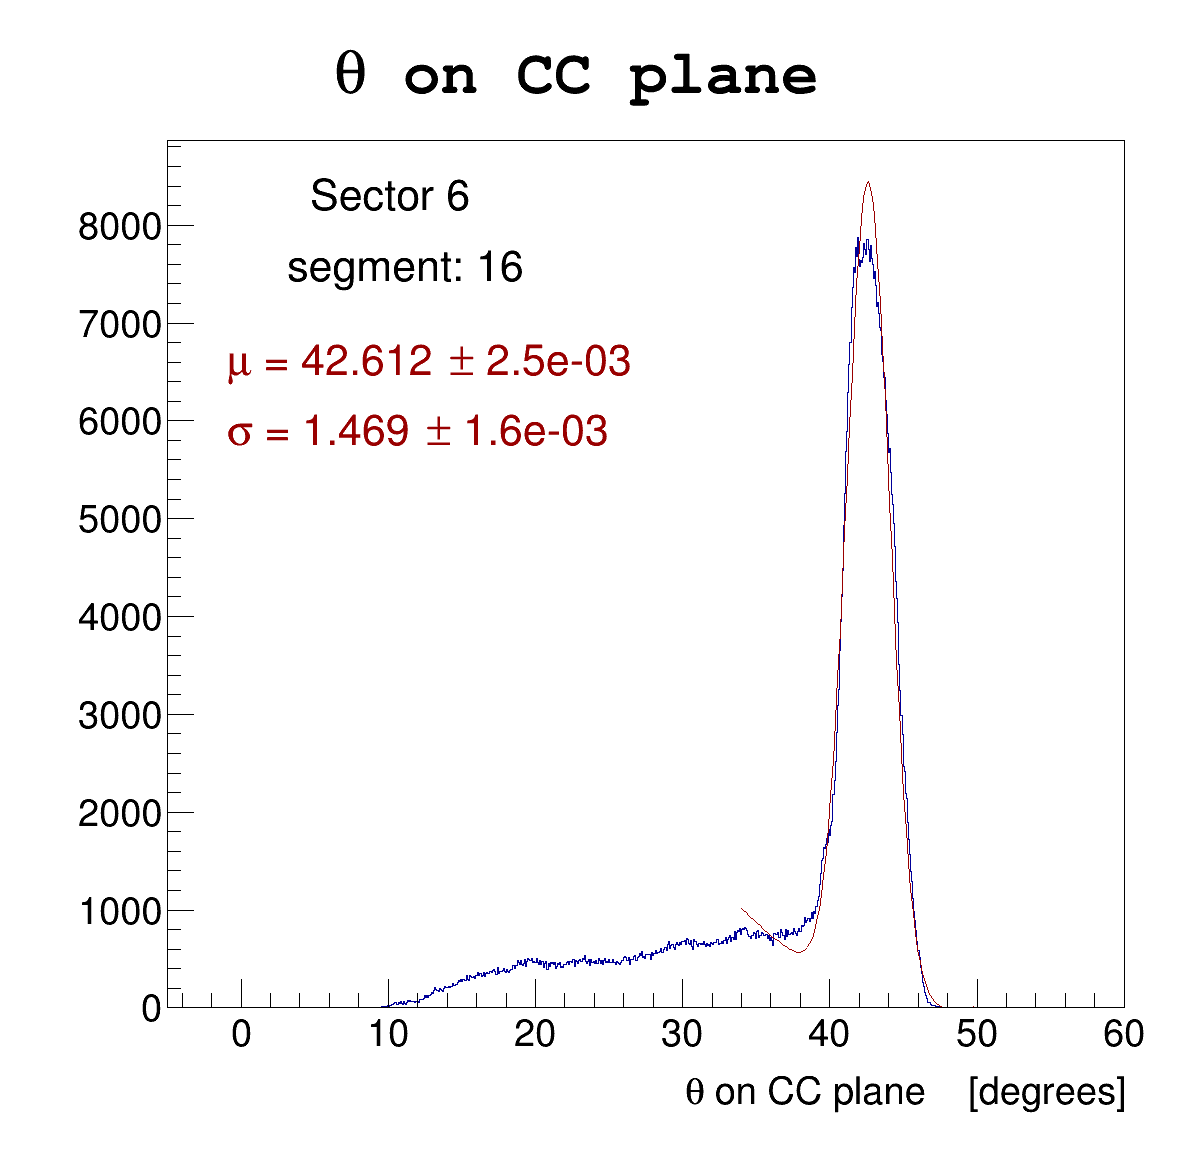 θ on CC plane
Sector 6
segment: 16
μ = 42.612 ± 2.5e-03
σ = 1.469 ± 1.6e-03
8000
7000
6000
5000
4000
3000
2000
1000
0
0 10 20 30 40 50 60
θ on CC plane [degrees]